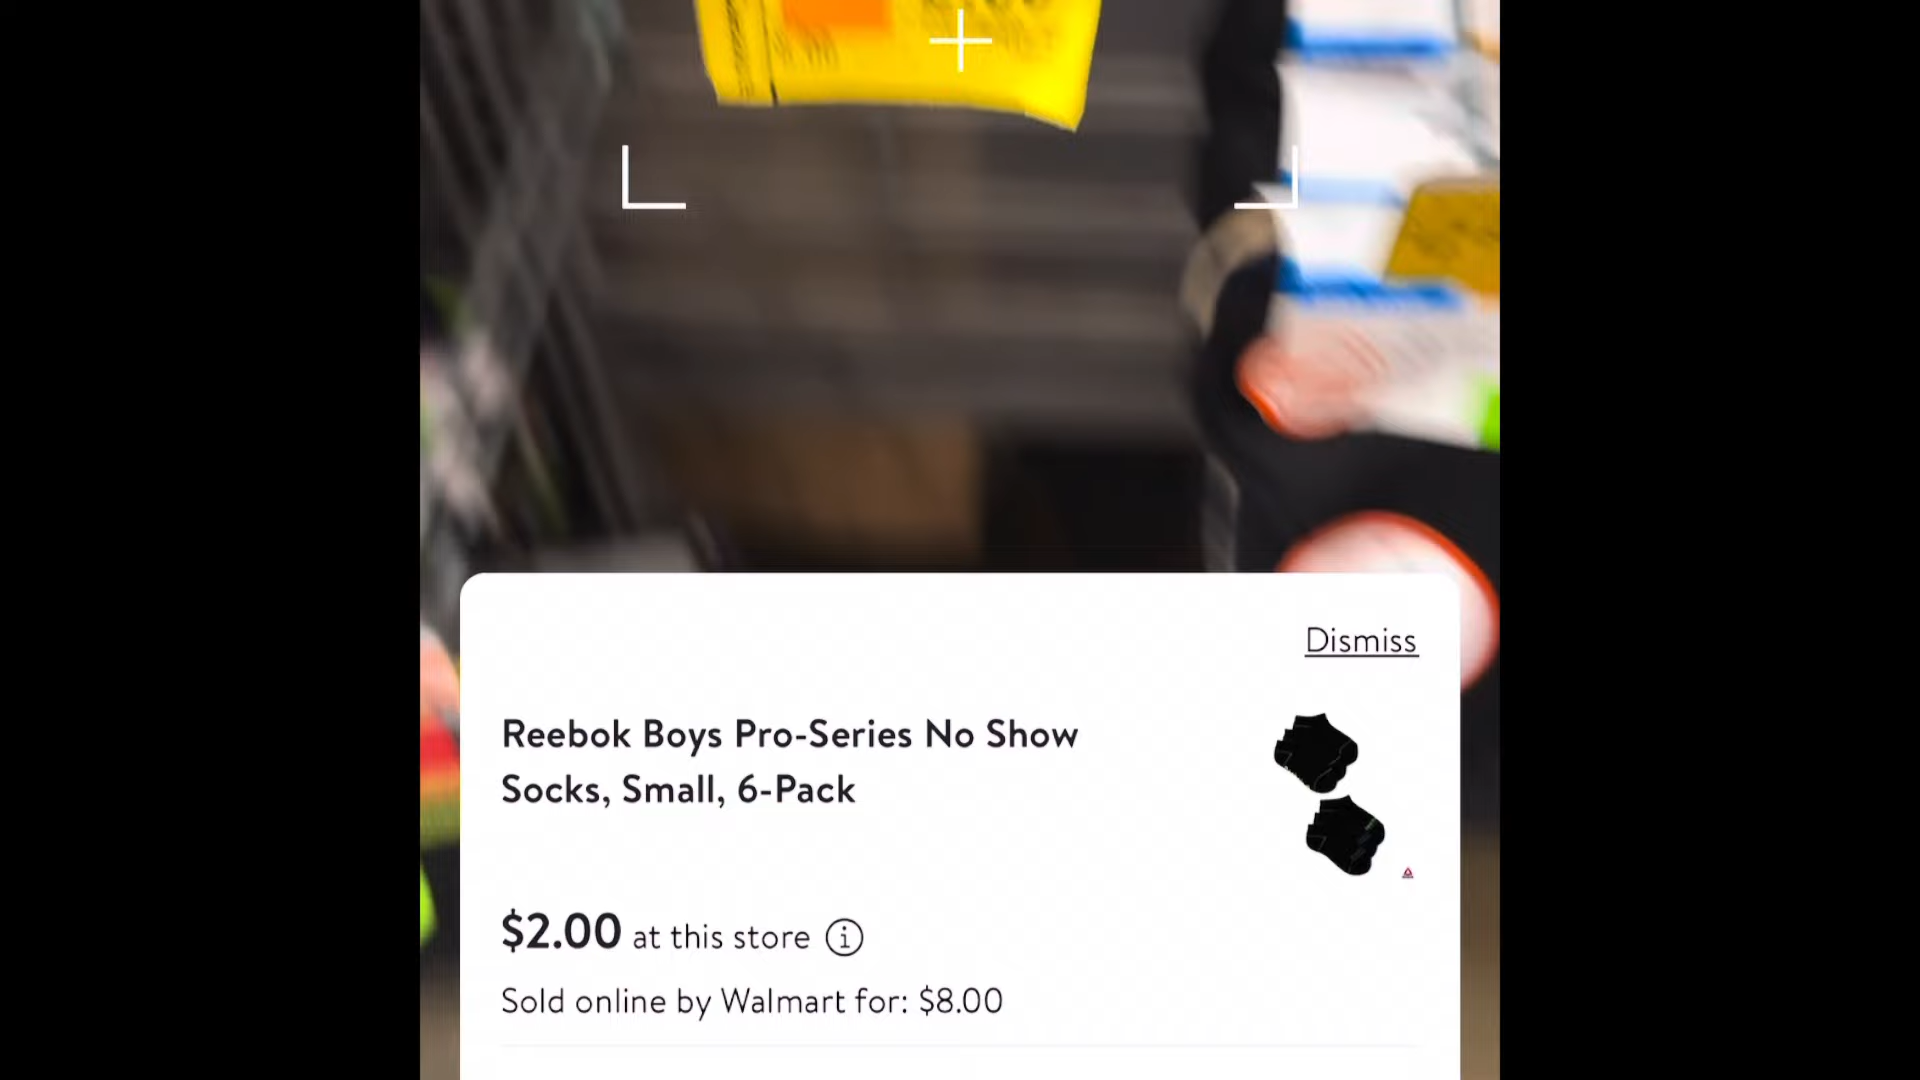 Dismiss
Reebok Boys Pro-Series No Show
Socks, Small, 6-Pack
$2.00 at this store
Sold online by Walmart for: $8.00